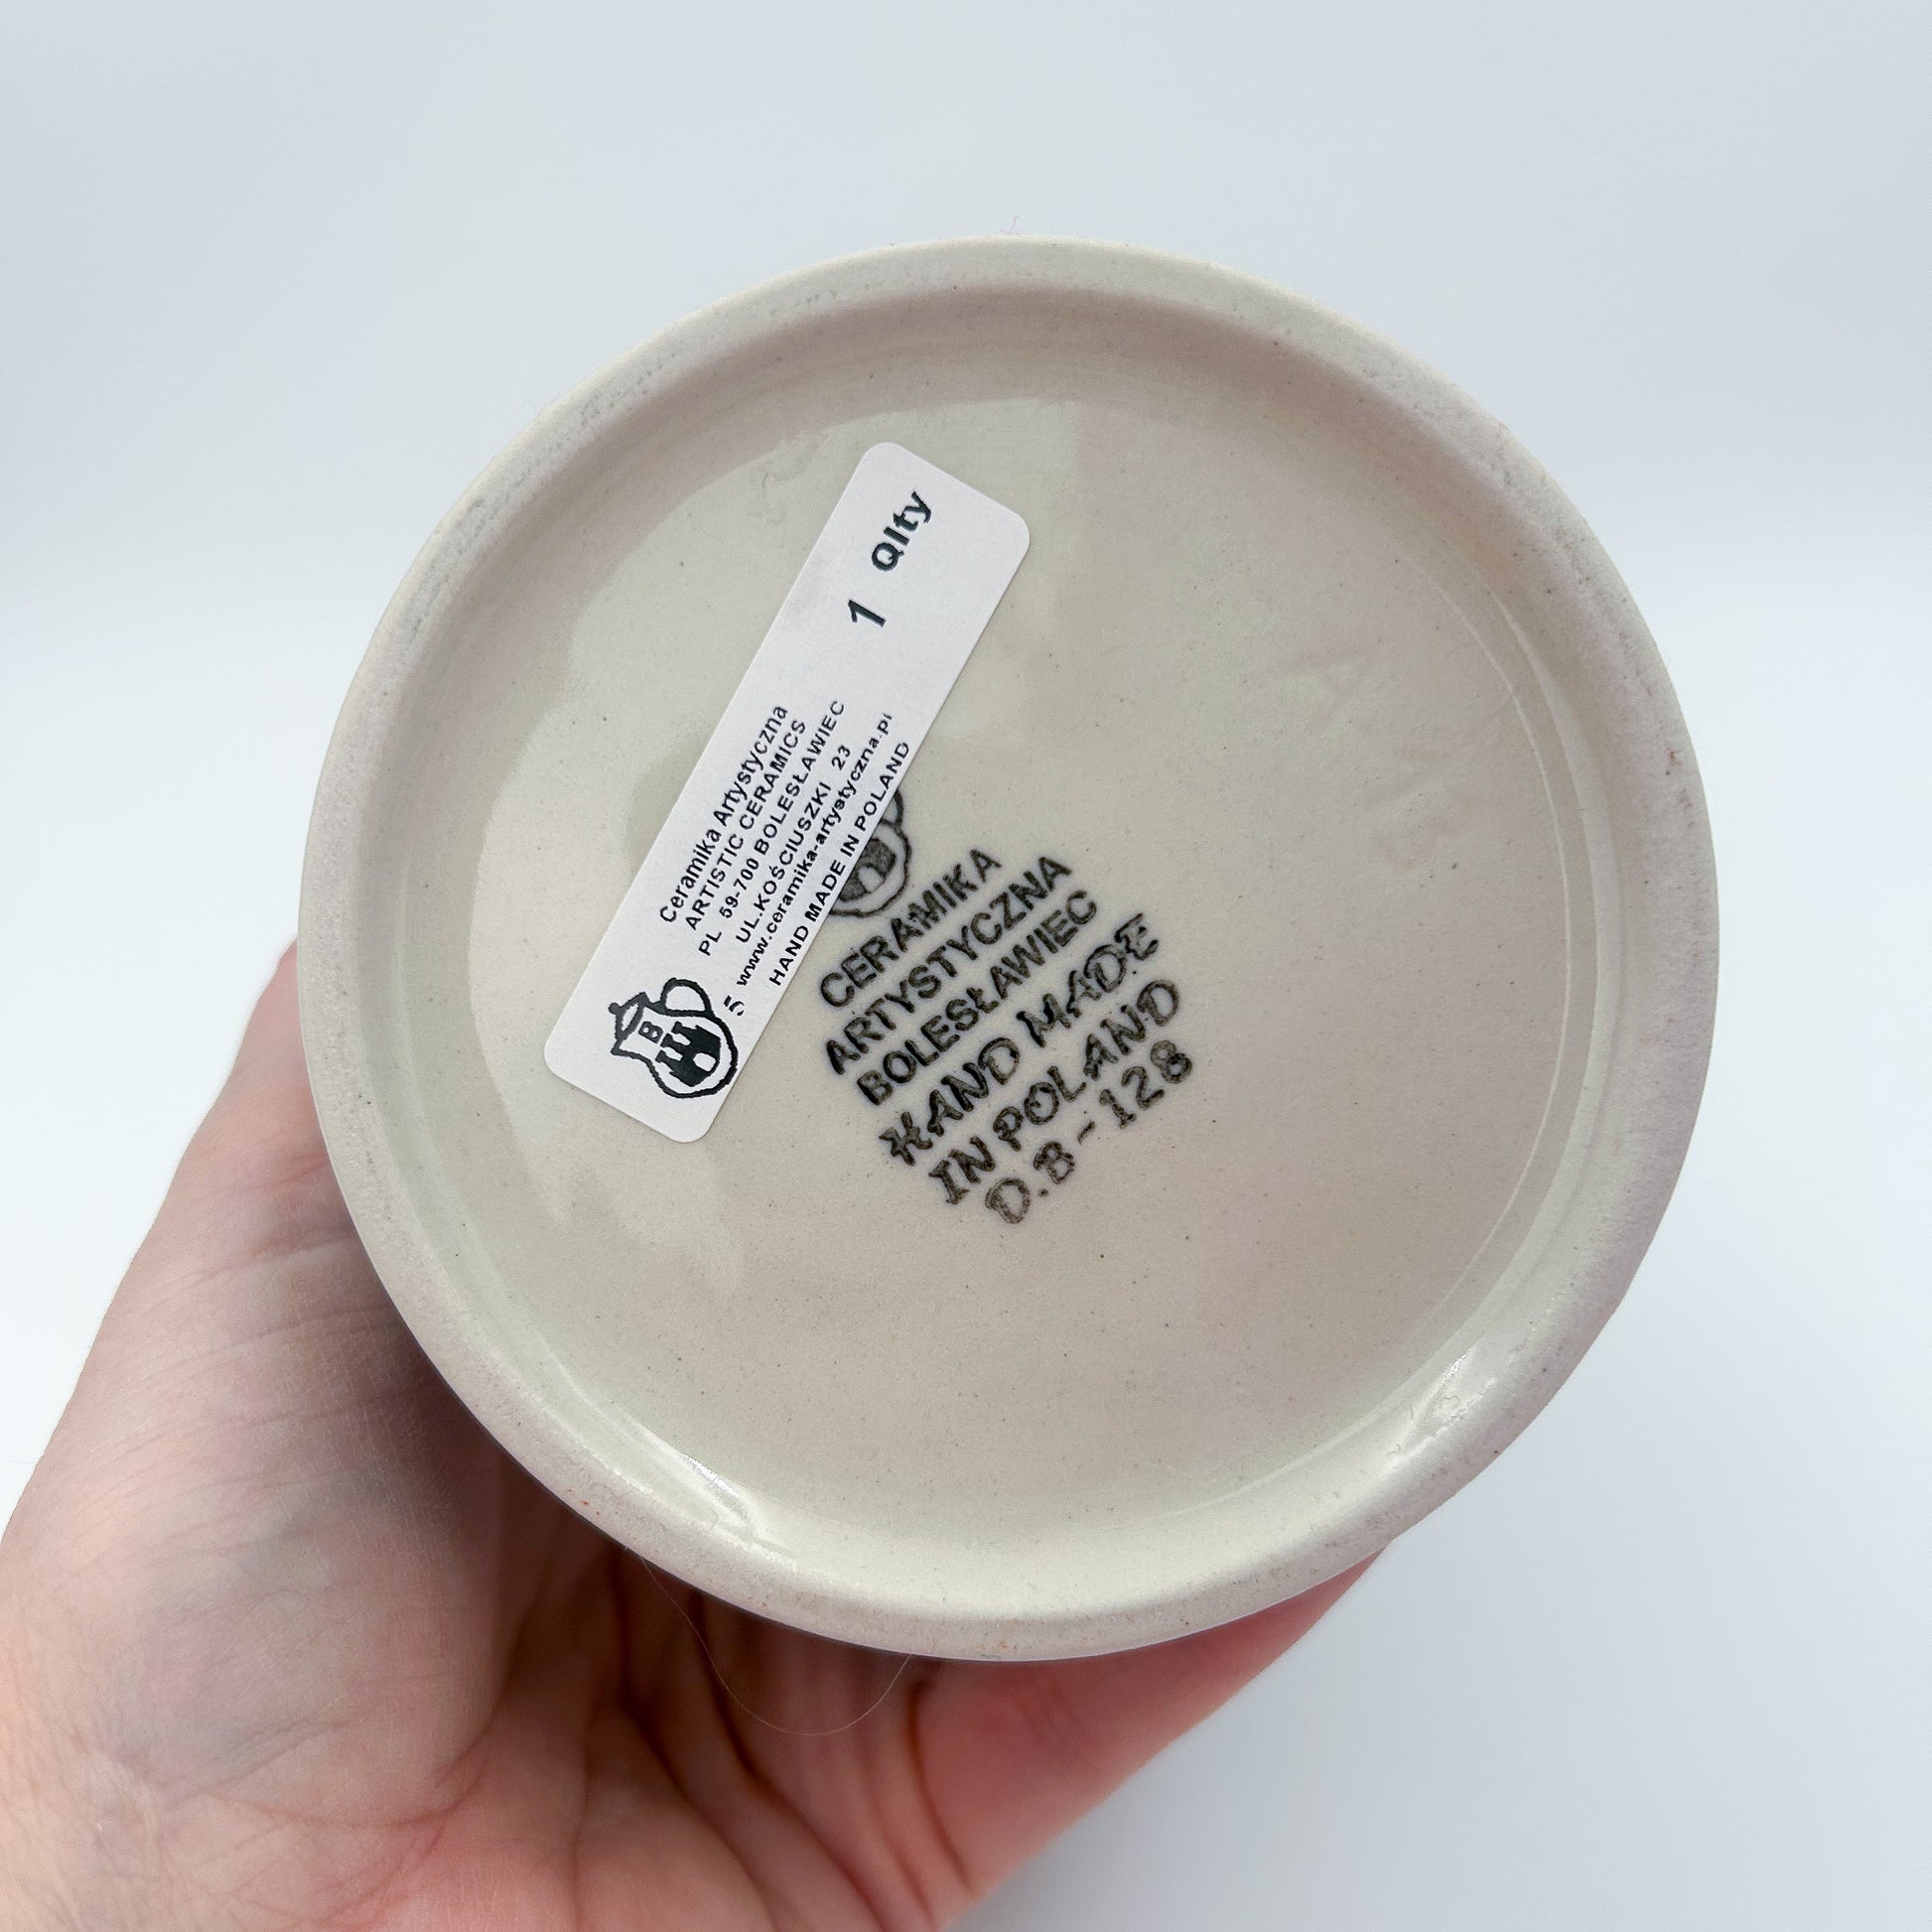 1 Qlty
Ceramika Artystyczna
ARTISTIC CERAMICS
PL 59-700 BOLESŁAWIEC
UL.KOŚCIUSZKI 23
www.ceramika-artystyczna.pl
HAND MADE IN POLAND
B
5
CERAMIKA
ARTYSTYCZNA
BOLESŁAWIEC
HAND MADE
IN POLAND
D.B-128